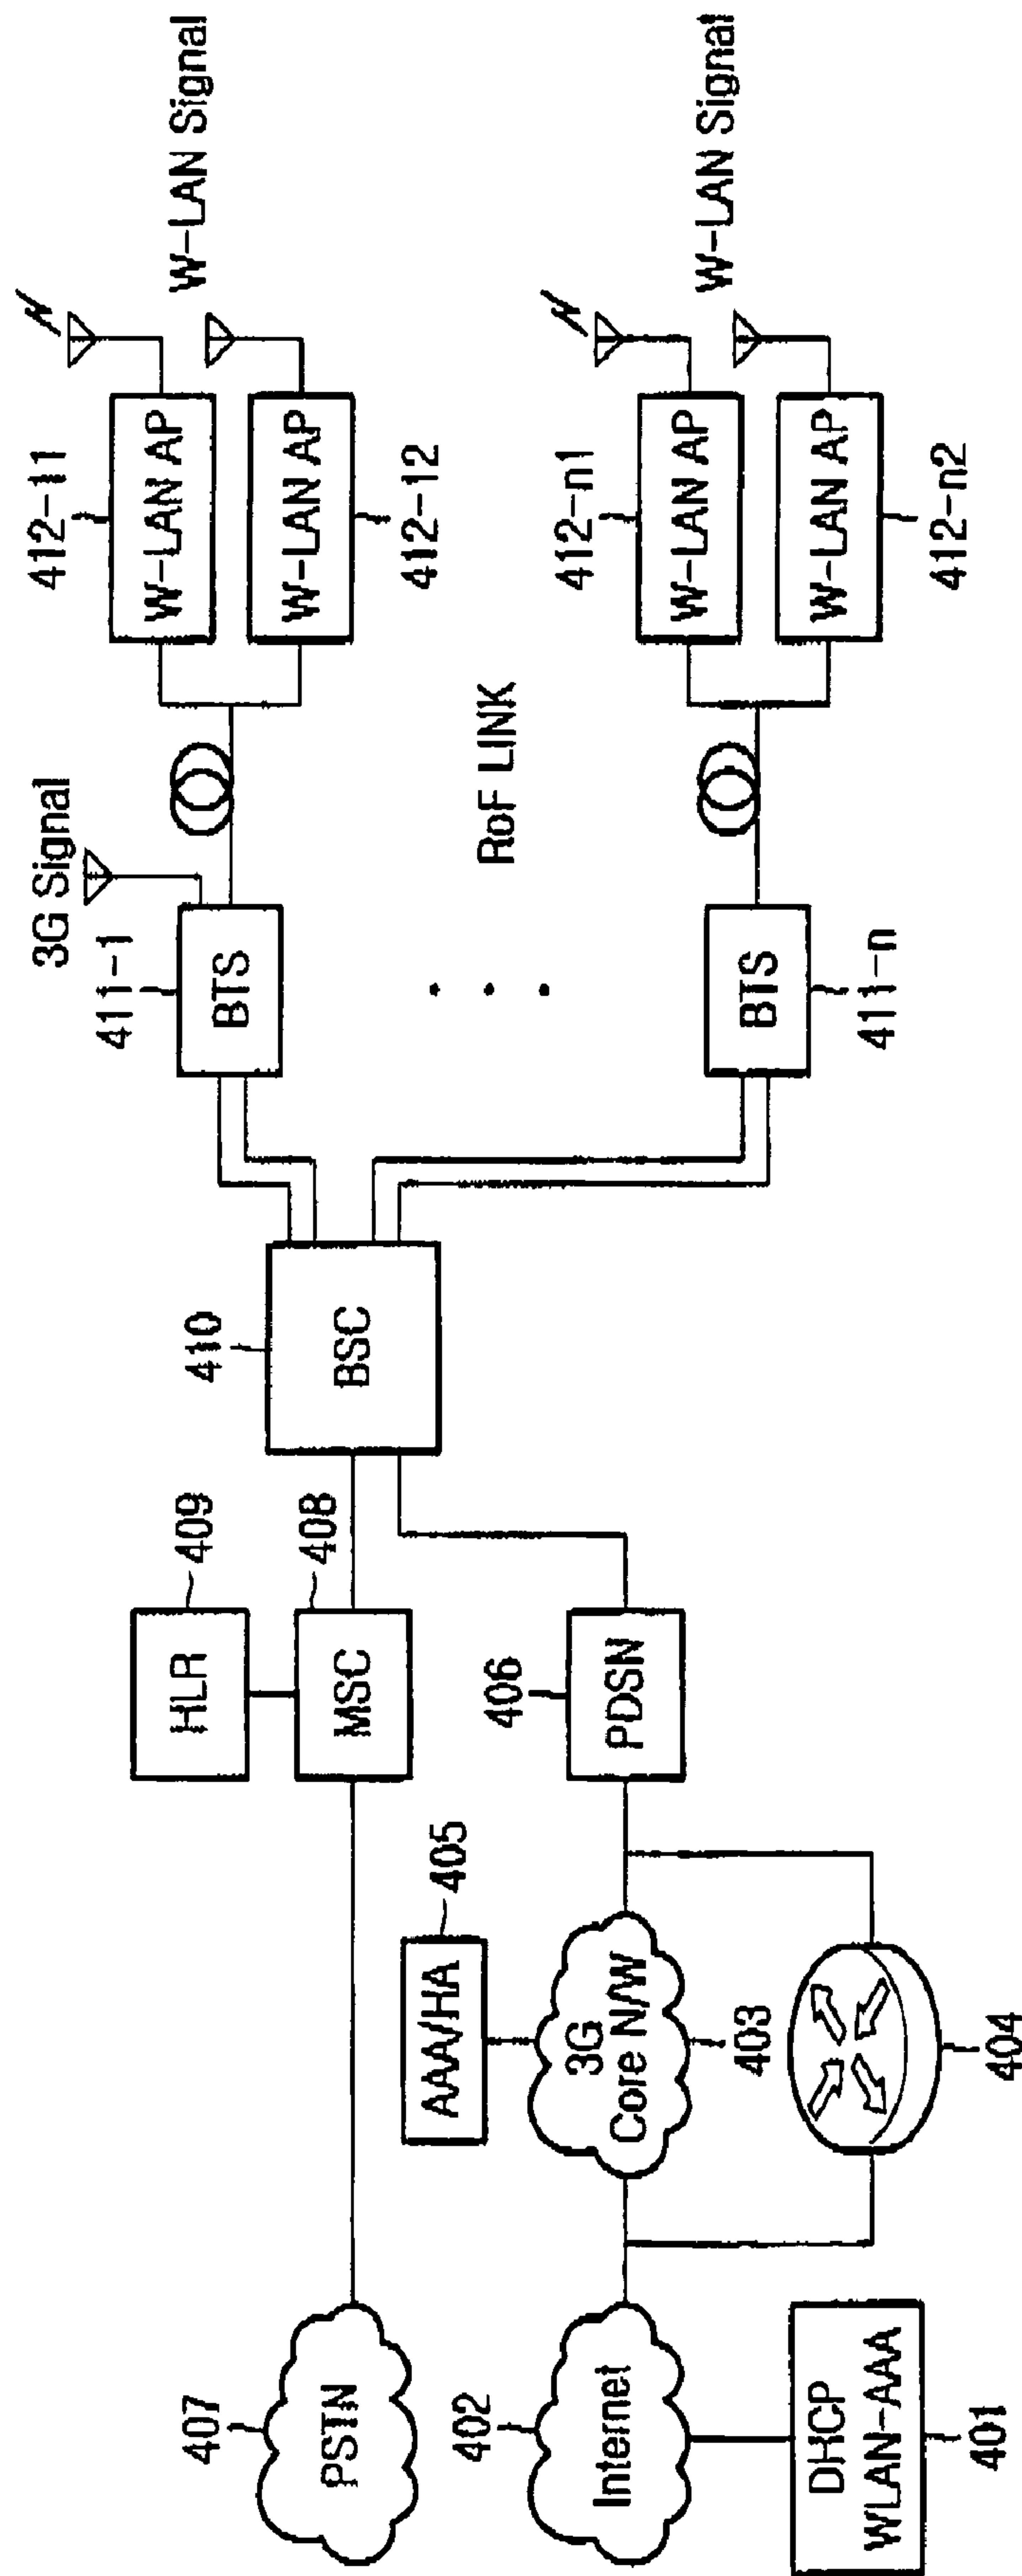 3G Signal
412-11
W-LAN AP
W-LAN Signal
411-1
BTS
W-LAN AP
412-12
409
HLR
410
BSC
407
PSTN
MSC
408
RoF LINK
405
AAA/HA
402
Internet
3G
Core N/W
403
406
PDSN
412-n1
W-LAN AP
W-LAN Signal
BTS
411-n
W-LAN AP
412-n2
DHCP
WLAN-AAA
401
404